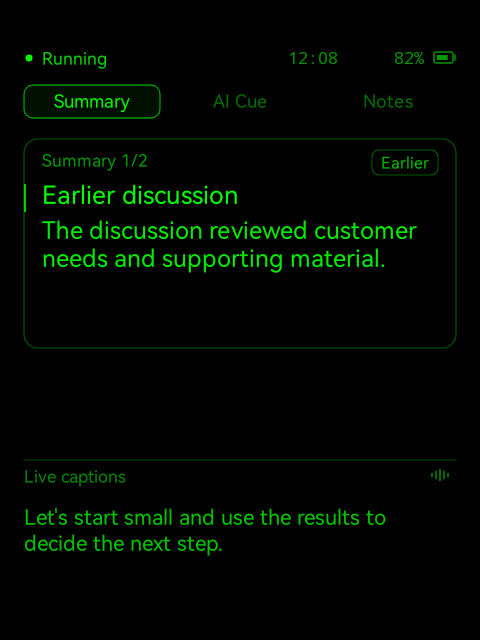 Running 12:08 82%
Summary AI Cue Notes
Summary 1/2 Earlier
Earlier discussion
The discussion reviewed customer
needs and supporting material.
Live captions
Let's start small and use the results to
decide the next step.